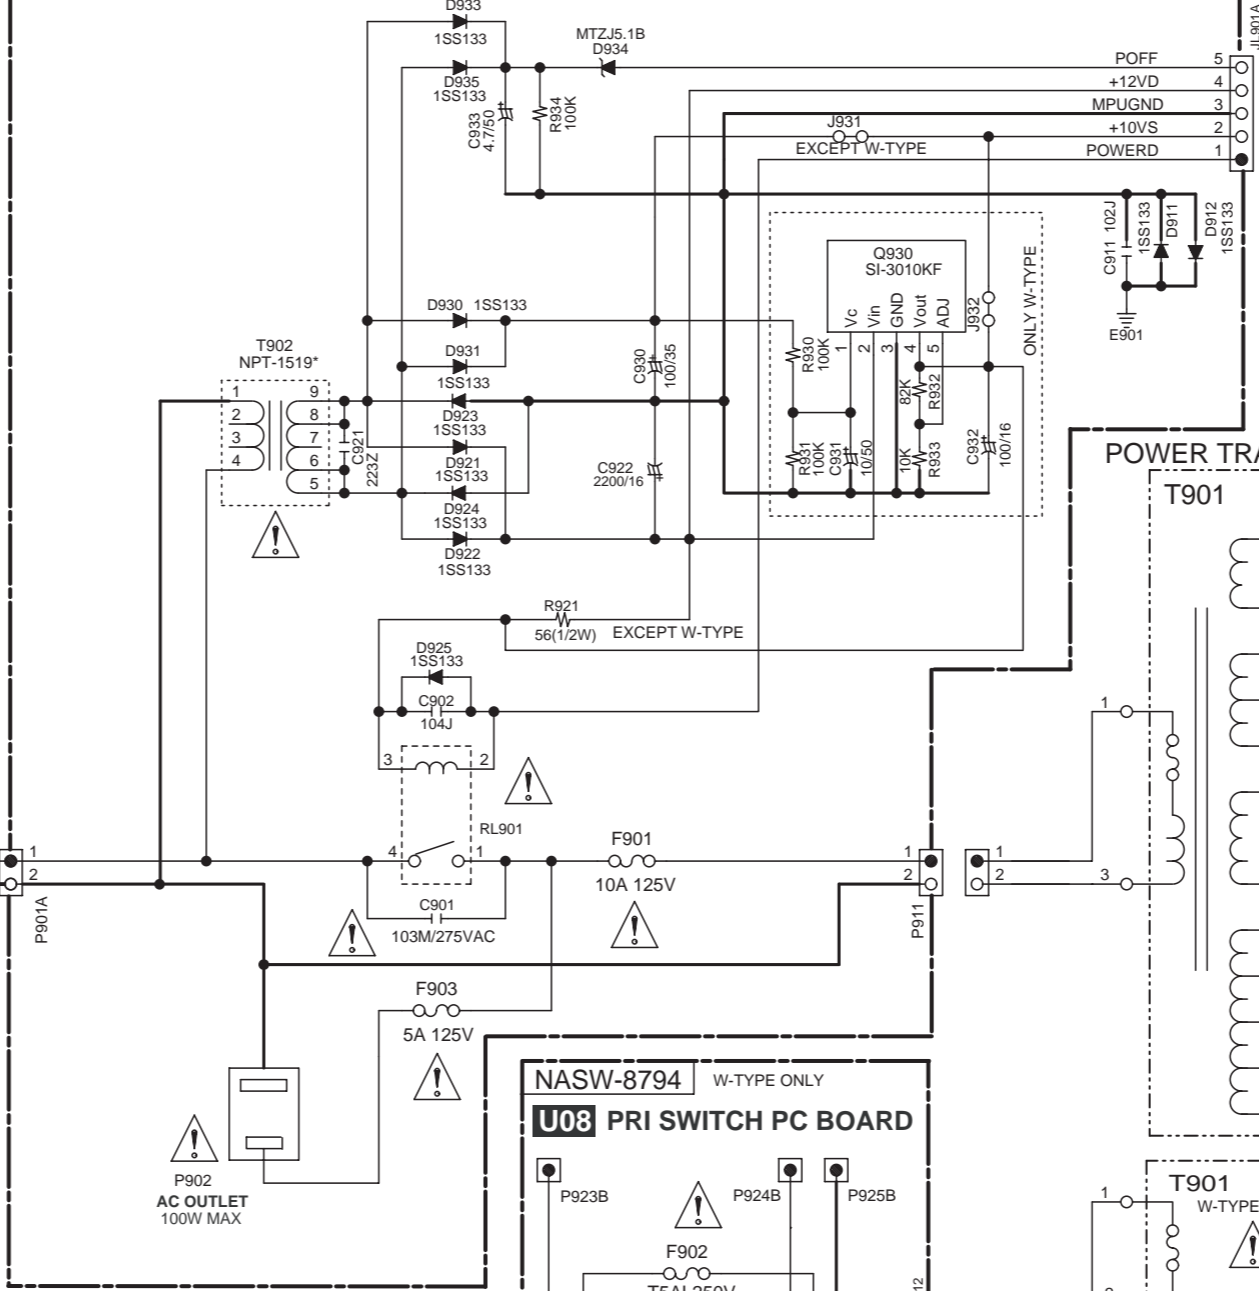 D933
1SS133
MTZJ5.1B
D934
D935
1SS133
C933
4.7/50
R934
100K
JL901A
POFF 5
+12VD 4
MPUGND 3
+10VS 2
POWERD 1
J931
EXCEPT W-TYPE
C911 102J
1SS133
D911
D912
1SS133
E901
Q930
SI-3010KF
Vc
Vin
GND
Vout
ADJ
1 2 3 4 5
J932
ONLY W-TYPE
R930
100K
R931
100K
C931
10/50
82K
R932
10K
R933
C932
100/16
D930 1SS133
D931
1SS133
D923
1SS133
D921
1SS133
D924
1SS133
D922
1SS133
C930
100/35
C922
2200/16
T902
NPT-1519*
1
2
3
4
9
8
7
6
5
C921
223Z
R921
56(1/2W)
EXCEPT W-TYPE
D925
1SS133
C902
104J
3 2
RL901
4 1
C901
103M/275VAC
F901
10A 125V
1
2
P901A
1
2
P911
1
2
POWER TRA
T901
1
3
F903
5A 125V
P902
AC OUTLET
100W MAX
NASW-8794
W-TYPE ONLY
U08 PRI SWITCH PC BOARD
P923B
P924B
P925B
F902
T5AL250V
12
T901
W-TYPE
1